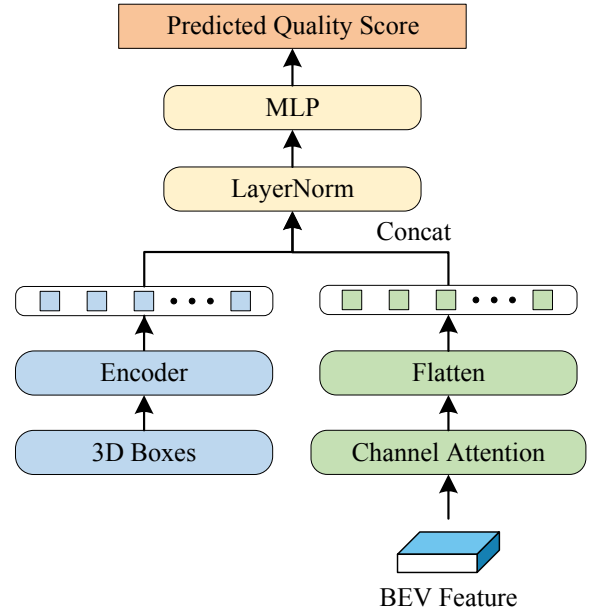 Predicted Quality Score
MLP
LayerNorm
Concat
Encoder
Flatten
3D Boxes
Channel Attention
BEV Feature